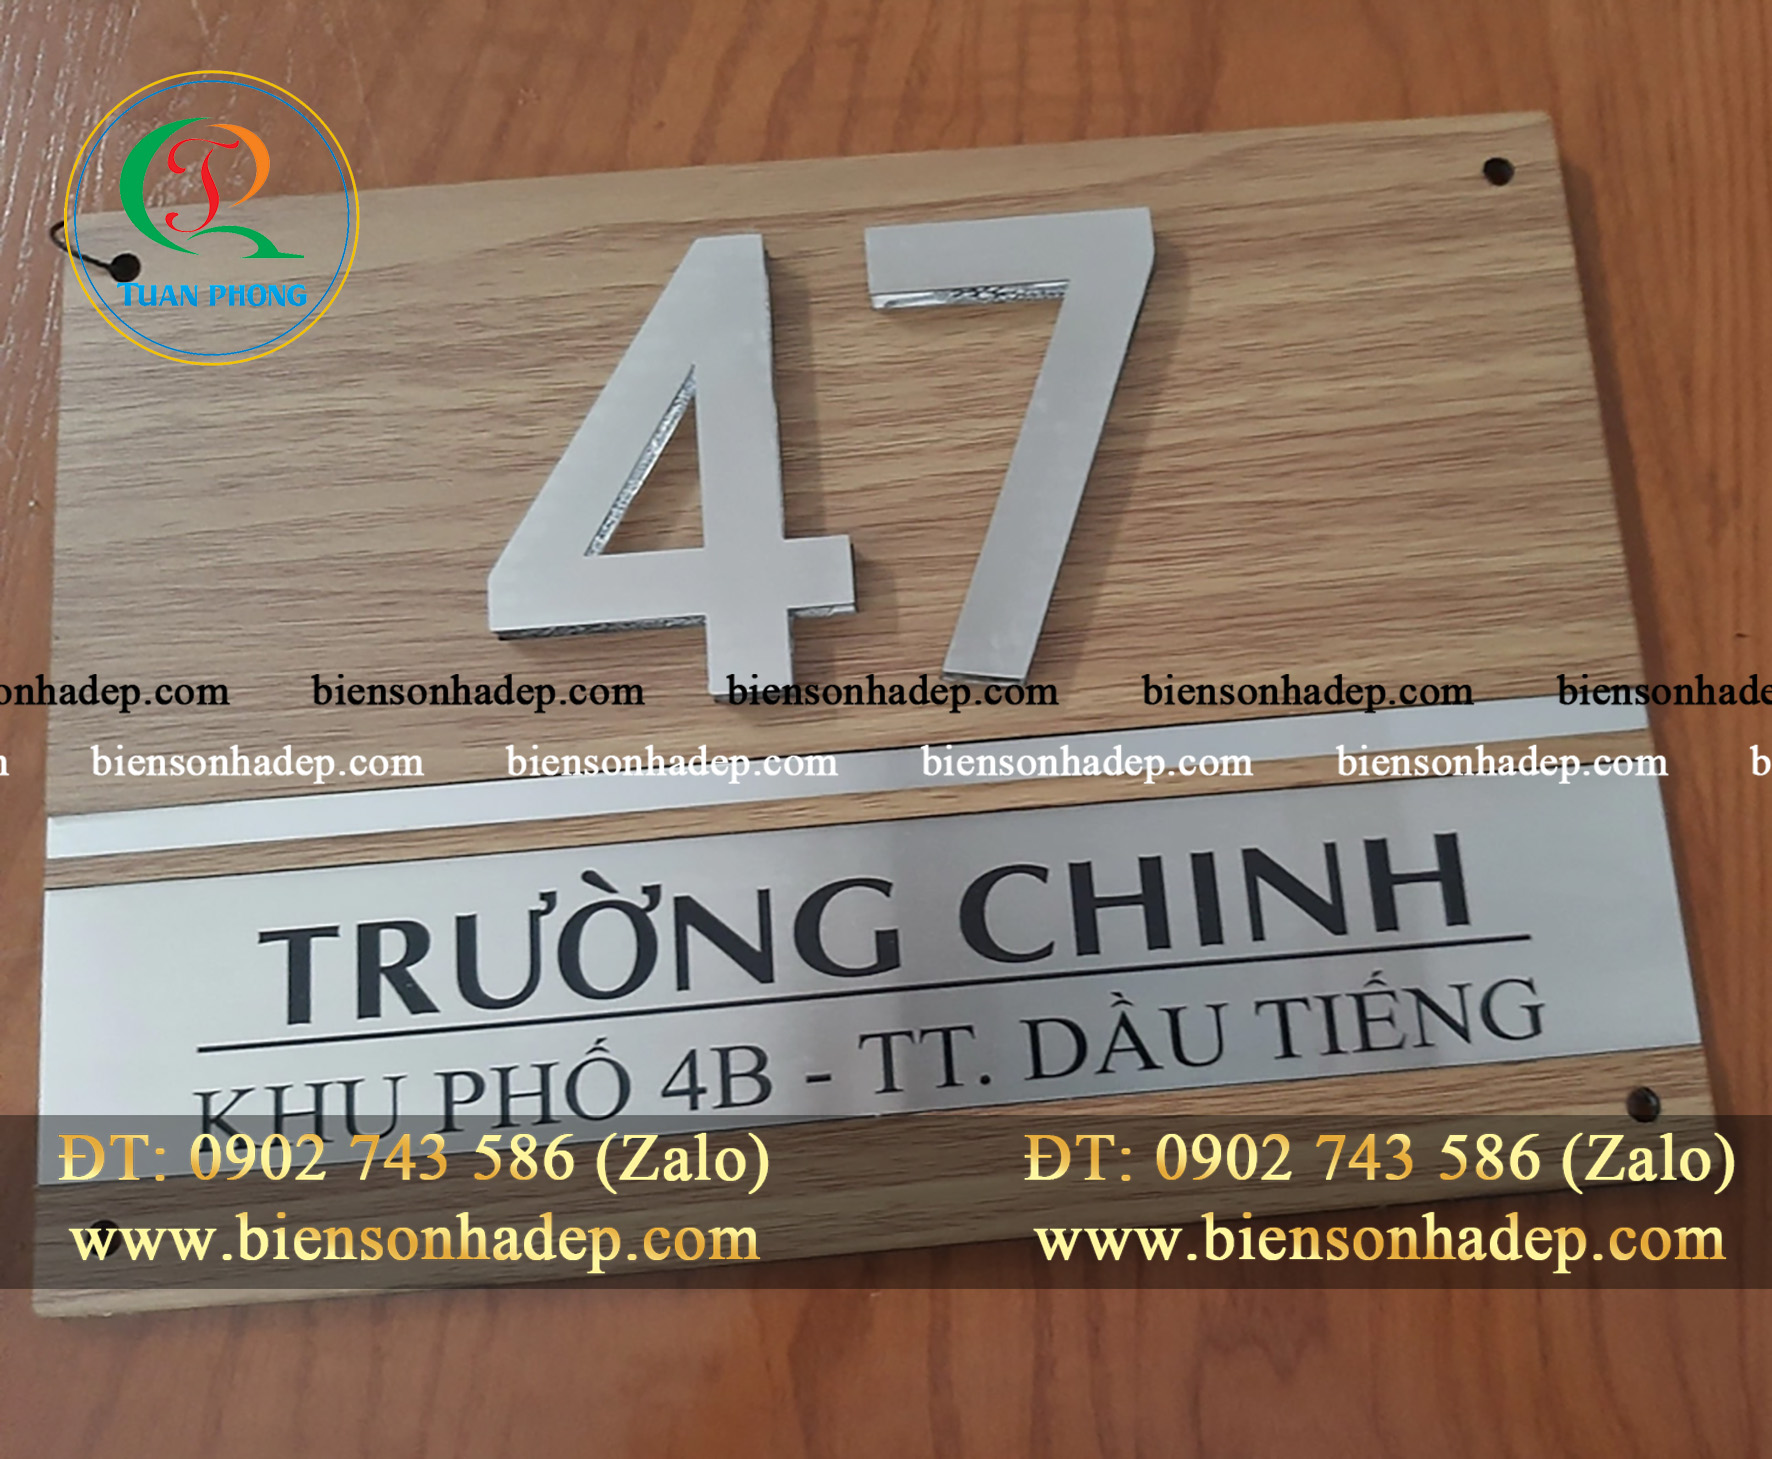 TUAN PHONG
47
onhadep.com biensonhadep.com biensonhadep.com biensonhadep.com biensonhade
biensonhadep.com biensonhadep.com biensonhadep.com biensonhadep.com
TRƯỜNG CHINH
KHU PHỐ 4B - TT. DẦU TIẾNG
ĐT: 0902 743 586 (Zalo) ĐT: 0902 743 586 (Zalo)
www.biensonhadep.com www.biensonhadep.com